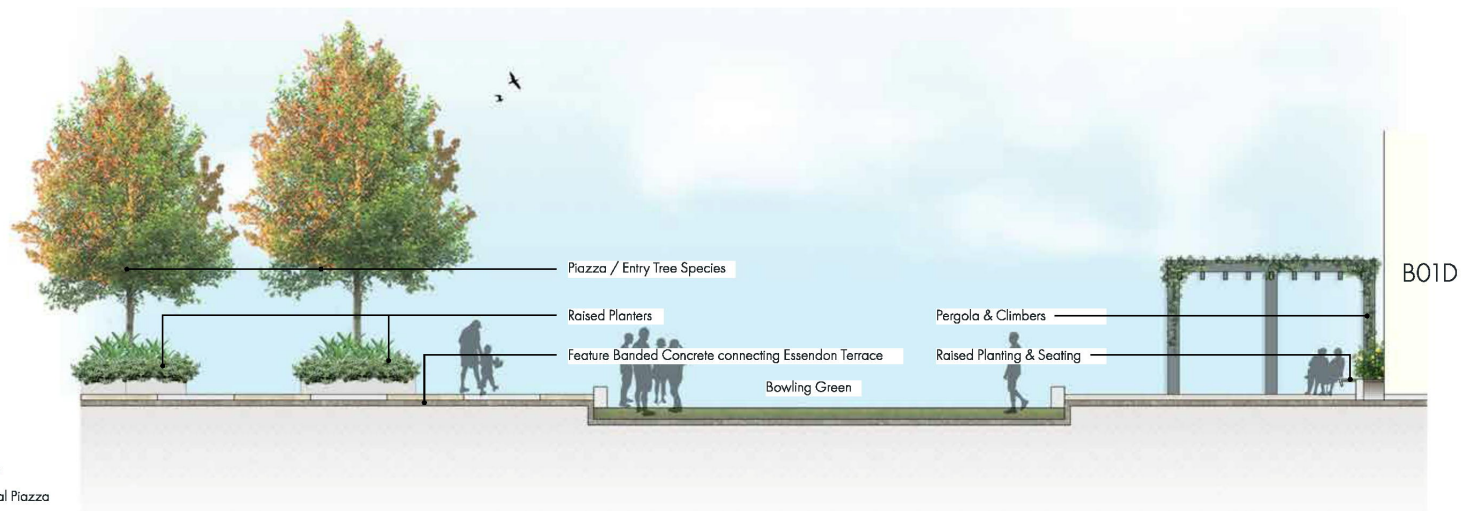 Piazza / Entry Tree Species
Raised Planters
Feature Banded Concrete connecting Essendon Terrace
Bowling Green
Pergola & Climbers
Raised Planting & Seating
B01D
Piazza